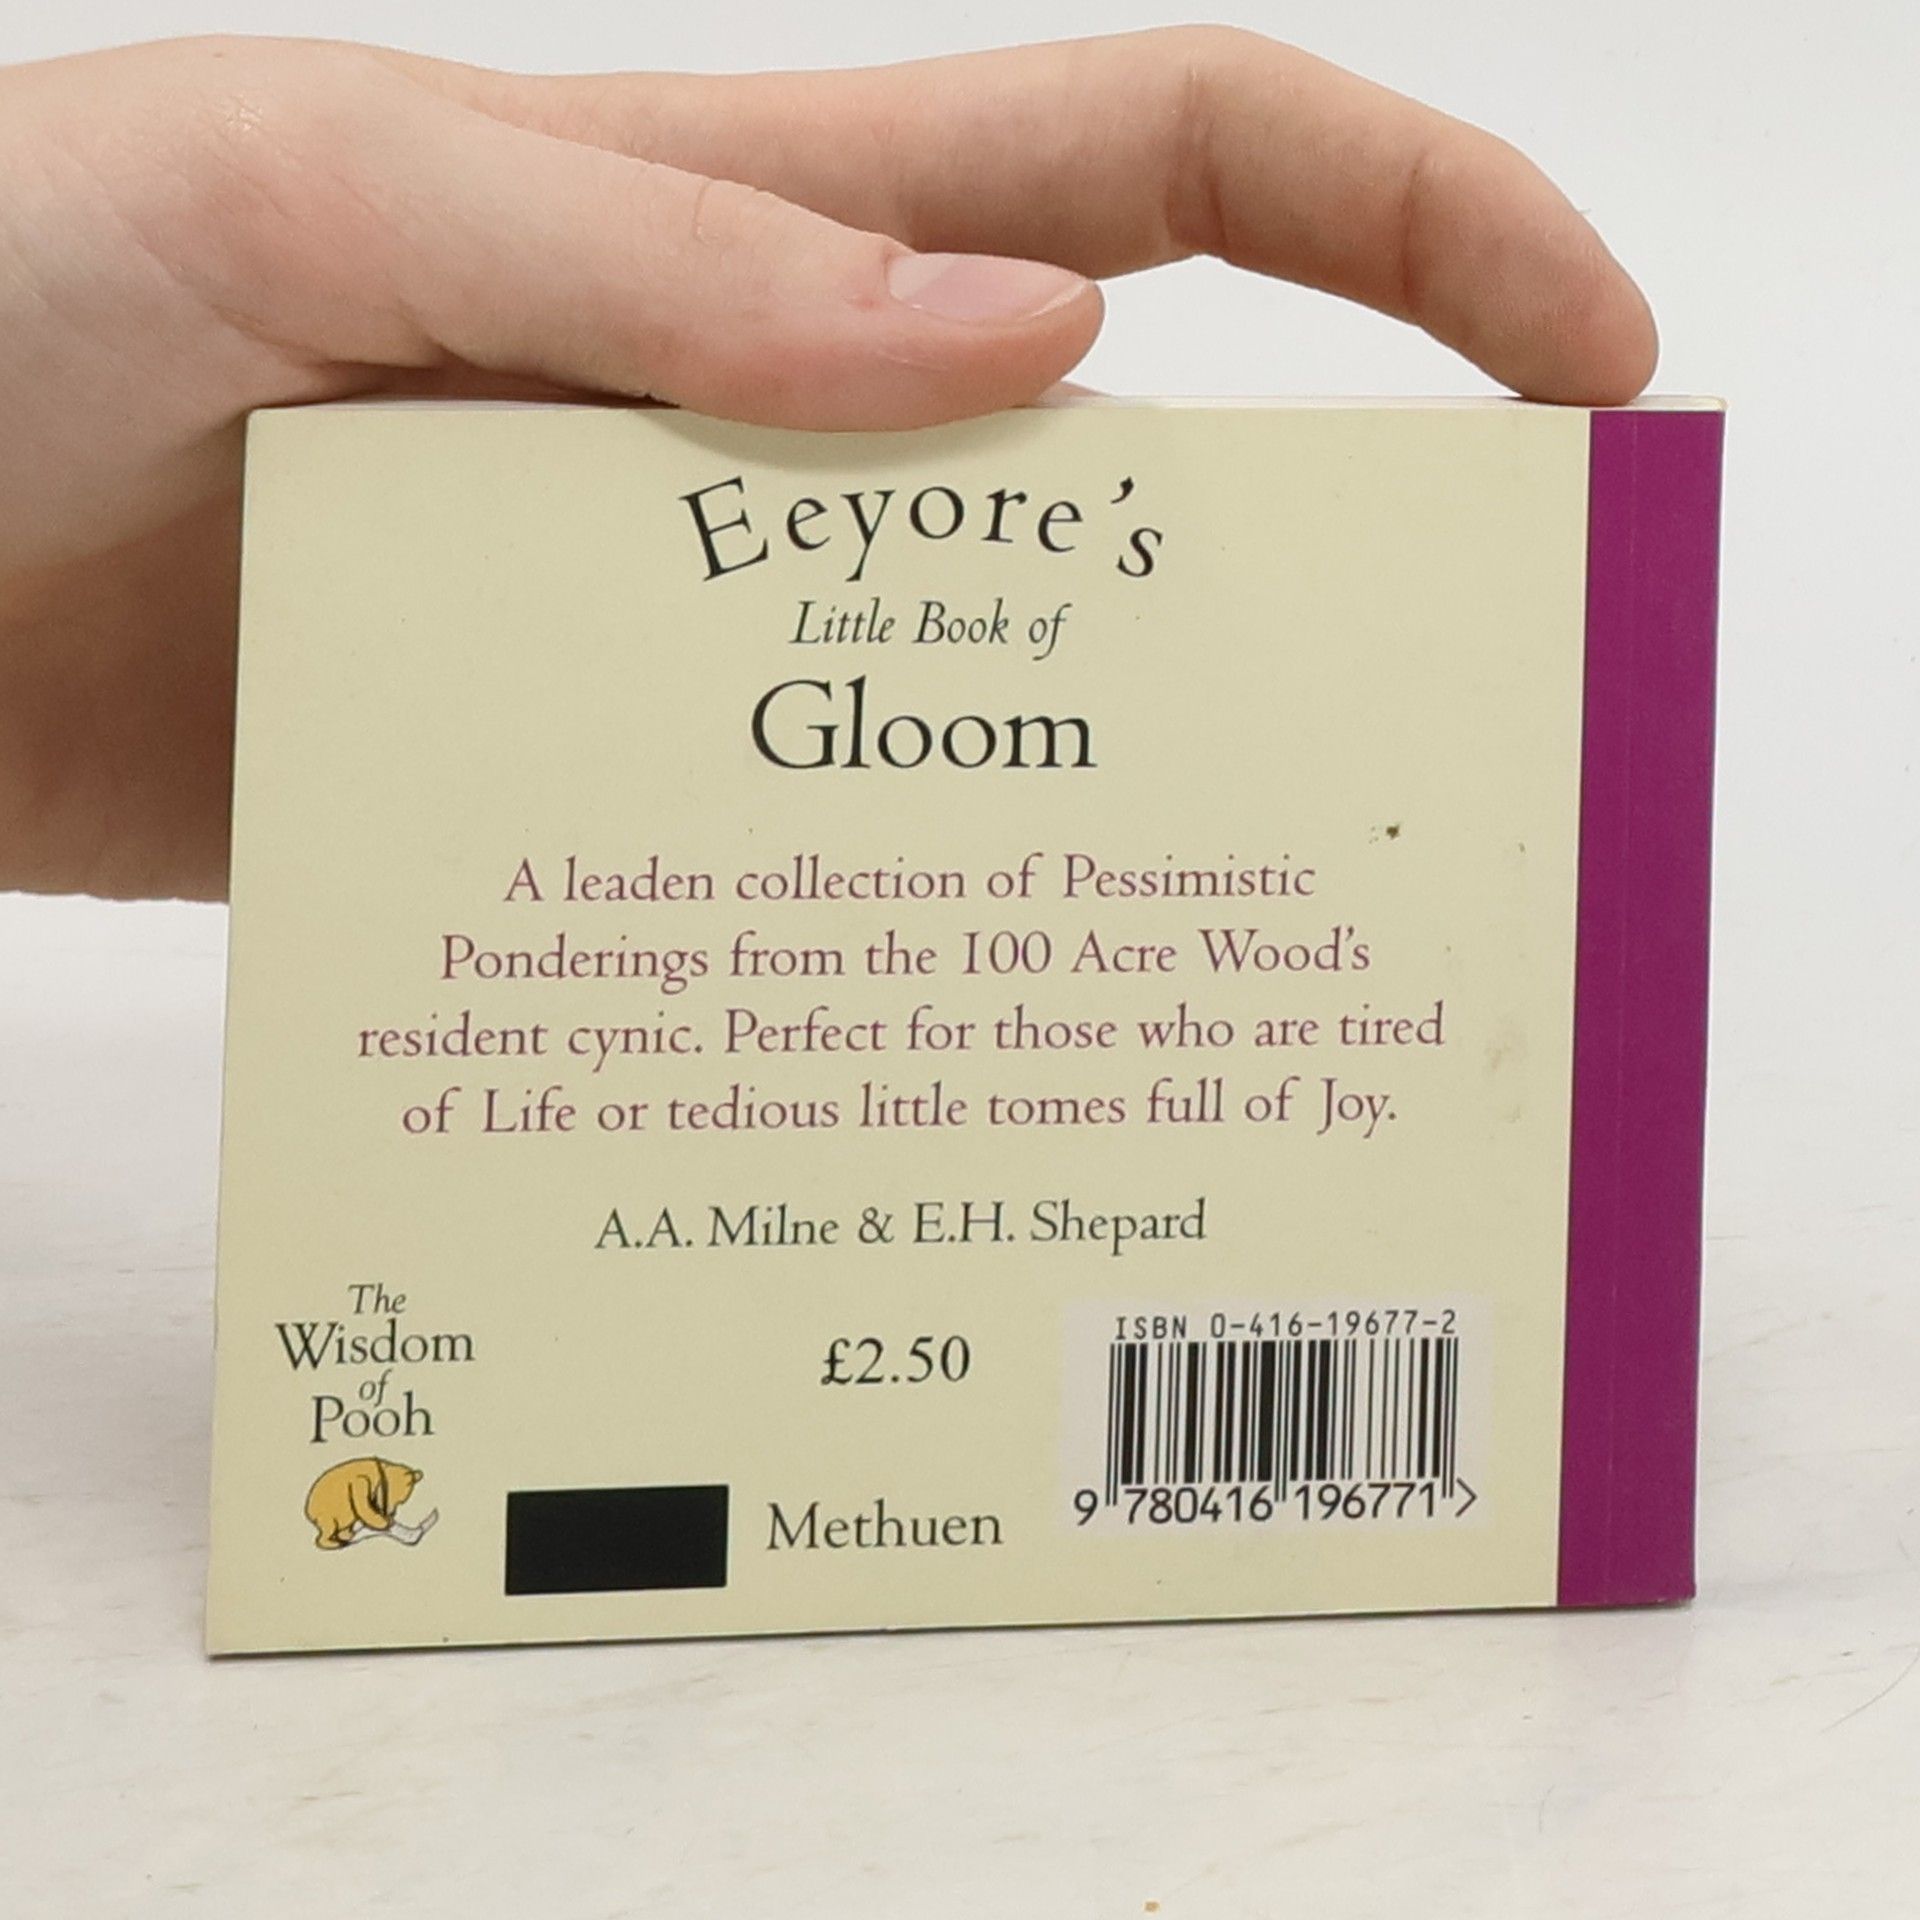 Eeyore's
Little Book of
Gloom
A leaden collection of Pessimistic
Ponderings from the 100 Acre Wood's
resident cynic. Perfect for those who are tired
of Life or tedious little tomes full of Joy.
A.A. Milne & E.H. Shepard
The
Wisdom
of
Pooh
£2.50
Methuen
ISBN 0-416-19677-2
9 780416 196771 >